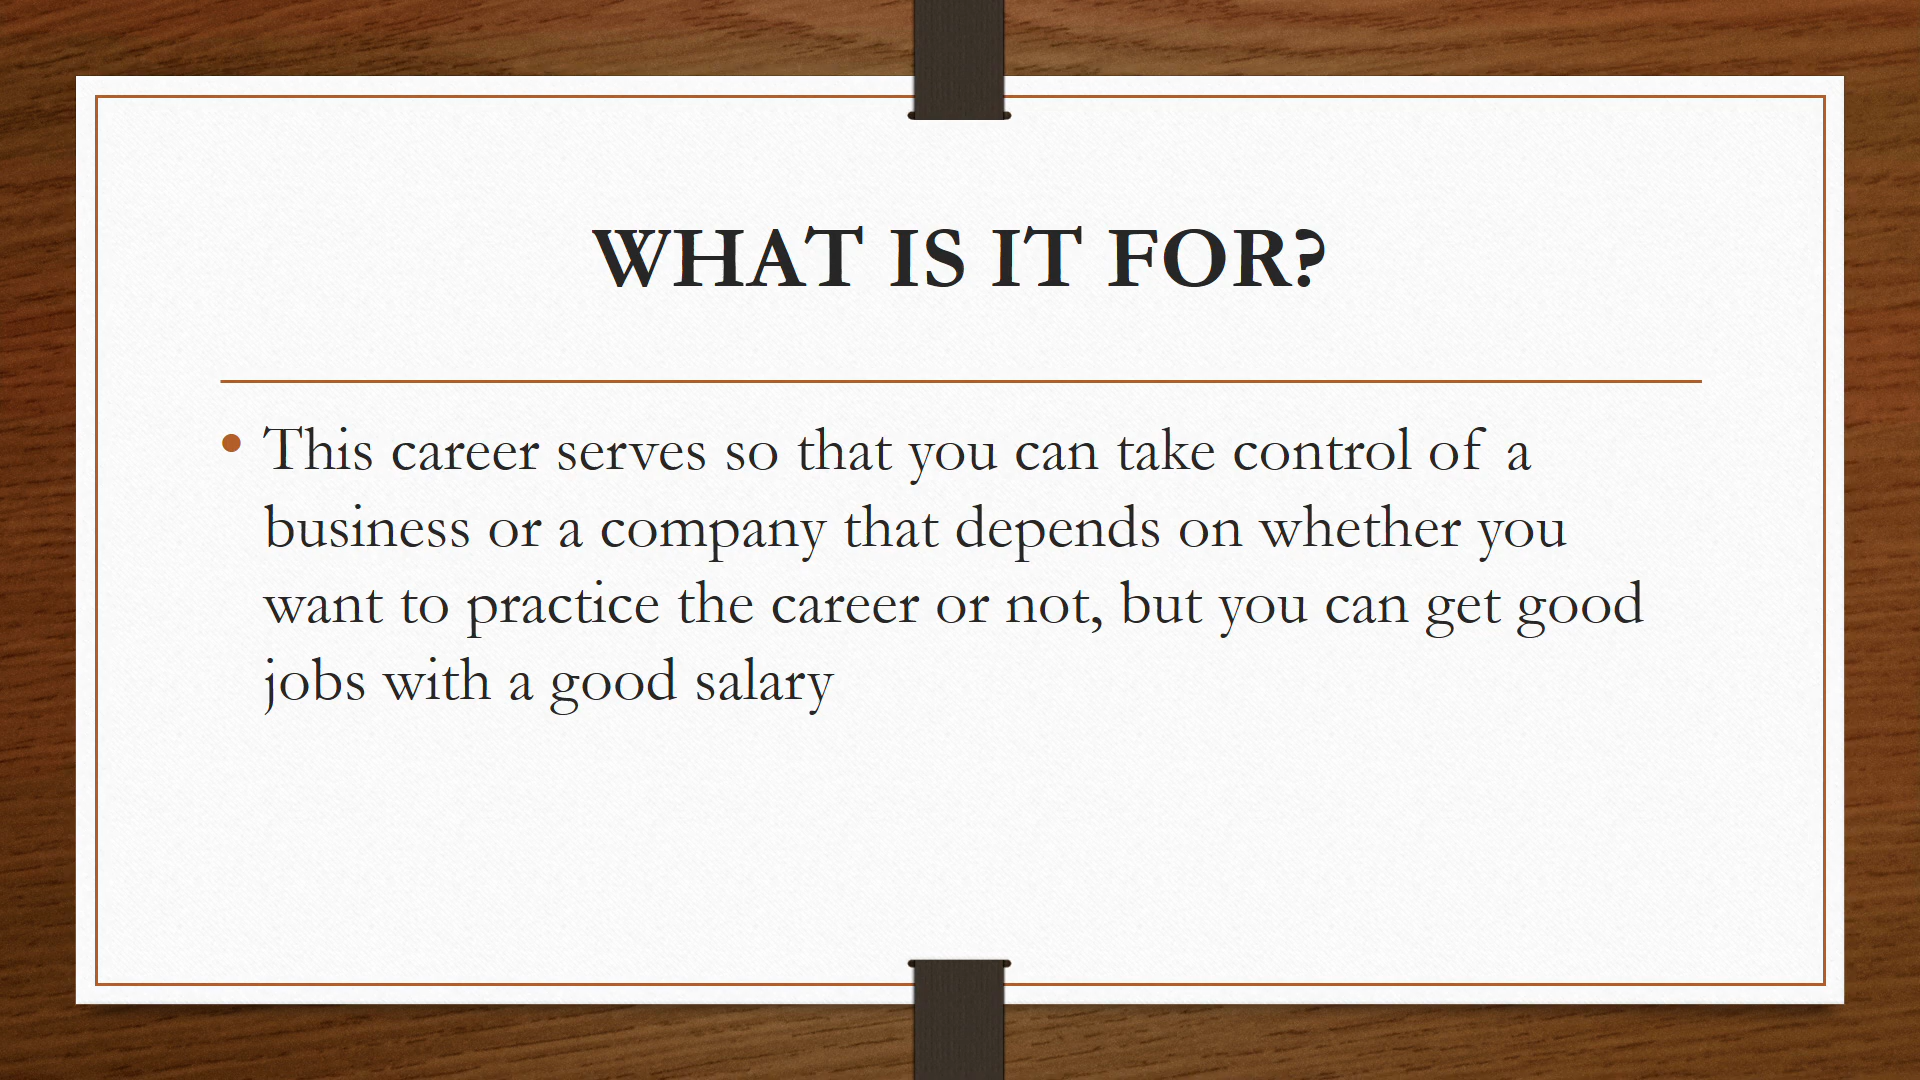 WHAT IS IT FOR?
• This career serves so that you can take control of a
business or a company that depends on whether you
want to practice the career or not, but you can get good
jobs with a good salary